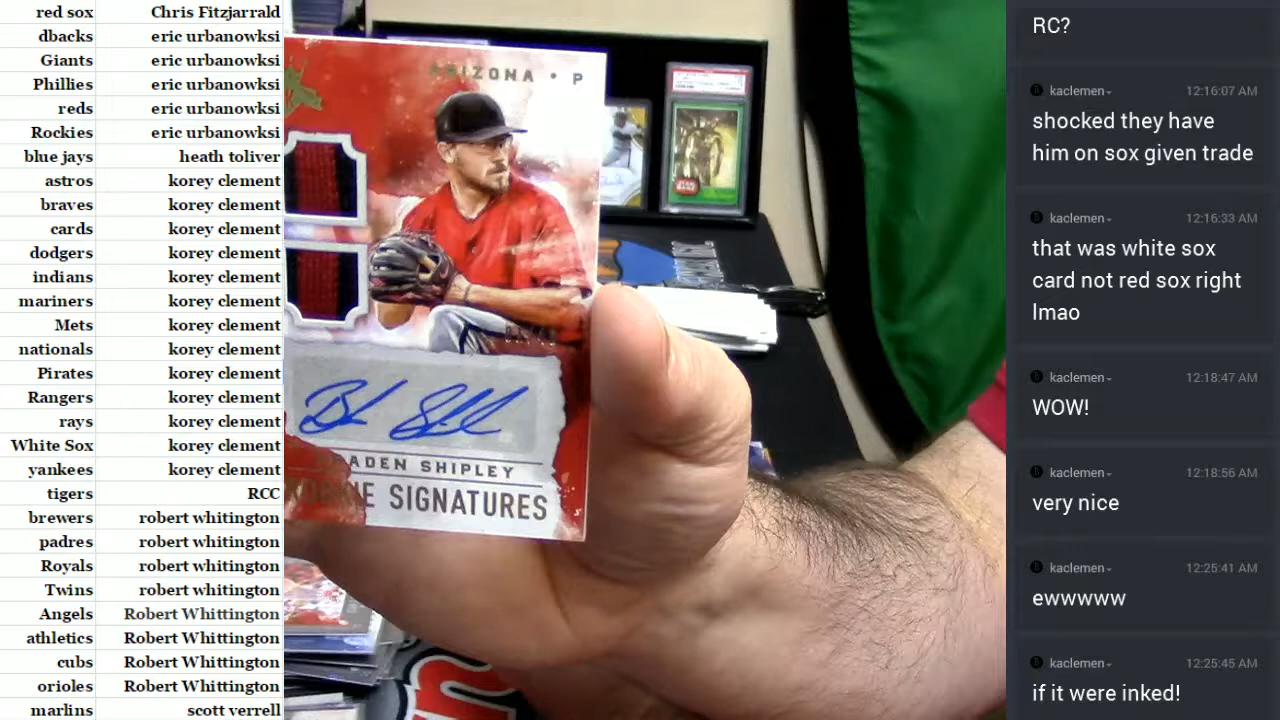 red sox Chris Fitzjarrald
dbacks eric urbanowksi
Giants eric urbanowksi
Phillies eric urbanowksi
reds eric urbanowksi
Rockies eric urbanowksi
blue jays heath toliver
astros korey clement
braves korey clement
cards korey clement
dodgers korey clement
indians korey clement
mariners korey clement
Mets korey clement
nationals korey clement
Pirates korey clement
Rangers korey clement
rays korey clement
White Sox korey clement
yankees korey clement
tigers RCC
brewers robert whitington
padres robert whitington
Royals robert whitington
Twins robert whitington
Angels Robert Whittington
athletics Robert Whittington
cubs Robert Whittington
orioles Robert Whittington
marlins scott verrell
ARIZONA • P
ADEN SHIPLEY
SIGNATURES
STAR WARS
RC?
kaclemen 12:16:07 AM
shocked they have
him on sox given trade
kaclemen 12:16:33 AM
that was white sox
card not red sox right
lmao
kaclemen 12:18:47 AM
WOW!
kaclemen 12:18:56 AM
very nice
kaclemen 12:25:41 AM
ewwwww
kaclemen 12:25:45 AM
if it were inked!